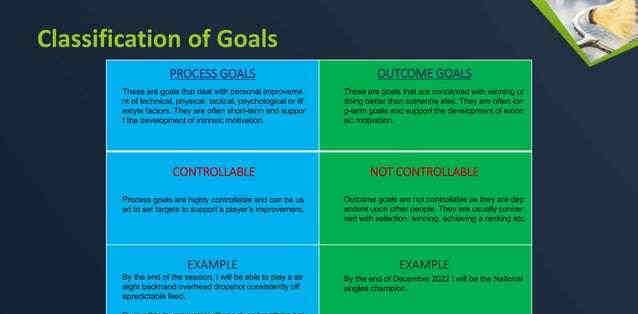 Classification of Goals
PROCESS GOALS
These are goals that deal with personal improveme
nt of technical, physical, tactical, psychological or lif
estyle factors. They are often short-term and suppor
t the development of intrinsic motivation.
OUTCOME GOALS
These are goals that are concerned with winning or
doing better than someone else. They are often lon
g-term goals and support the development of extrin
sic motivation.
CONTROLLABLE
Process goals are highly controllable and can be us
ed to set targets to support a player's improvement.
NOT CONTROLLABLE
Outcome goals are not controllable as they are dep
endent upon other people. They are usually concer
ned with selection, winning, achieving a ranking etc.
EXAMPLE
By the end of the session, I will be able to play a str
aight backhand overhead dropshot consistently off
unpredictable feed.
EXAMPLE
By the end of December 2022 I will be the National
singles champion.